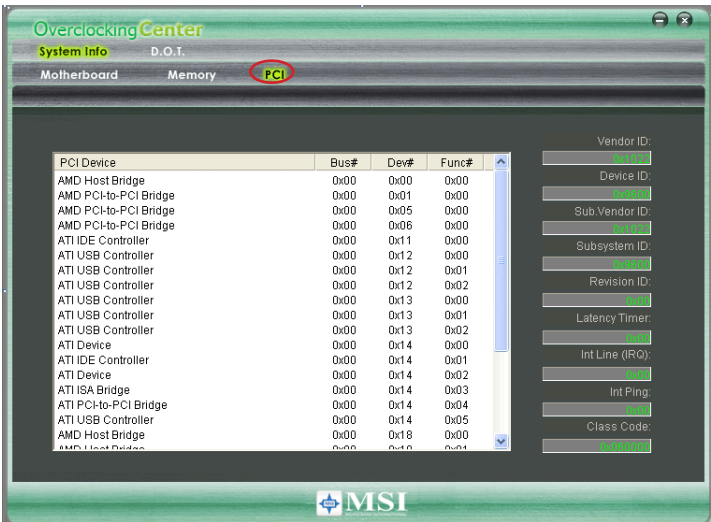 Overclocking Center
System Info D.O.T.
Motherboard Memory PCI
PCI Device Bus# Dev# Func#
AMD Host Bridge 0x00 0x00 0x00
AMD PCI-to-PCI Bridge 0x00 0x01 0x00
AMD PCI-to-PCI Bridge 0x00 0x05 0x00
AMD PCI-to-PCI Bridge 0x00 0x06 0x00
ATI IDE Controller 0x00 0x11 0x00
ATI USB Controller 0x00 0x12 0x00
ATI USB Controller 0x00 0x12 0x01
ATI USB Controller 0x00 0x12 0x02
ATI USB Controller 0x00 0x13 0x00
ATI USB Controller 0x00 0x13 0x01
ATI USB Controller 0x00 0x13 0x02
ATI Device 0x00 0x14 0x00
ATI IDE Controller 0x00 0x14 0x01
ATI Device 0x00 0x14 0x02
ATI ISA Bridge 0x00 0x14 0x03
ATI PCI-to-PCI Bridge 0x00 0x14 0x04
ATI USB Controller 0x00 0x14 0x05
AMD Host Bridge 0x00 0x18 0x00
Vendor ID:
0x1022
Device ID:
Sub.Vendor ID:
0x1022
Subsystem ID:
Revision ID:
0x00
Latency Timer:
0x00
Int Line (IRQ):
0x00
Int Ping:
0x00
Class Code:
0x060000
MSI